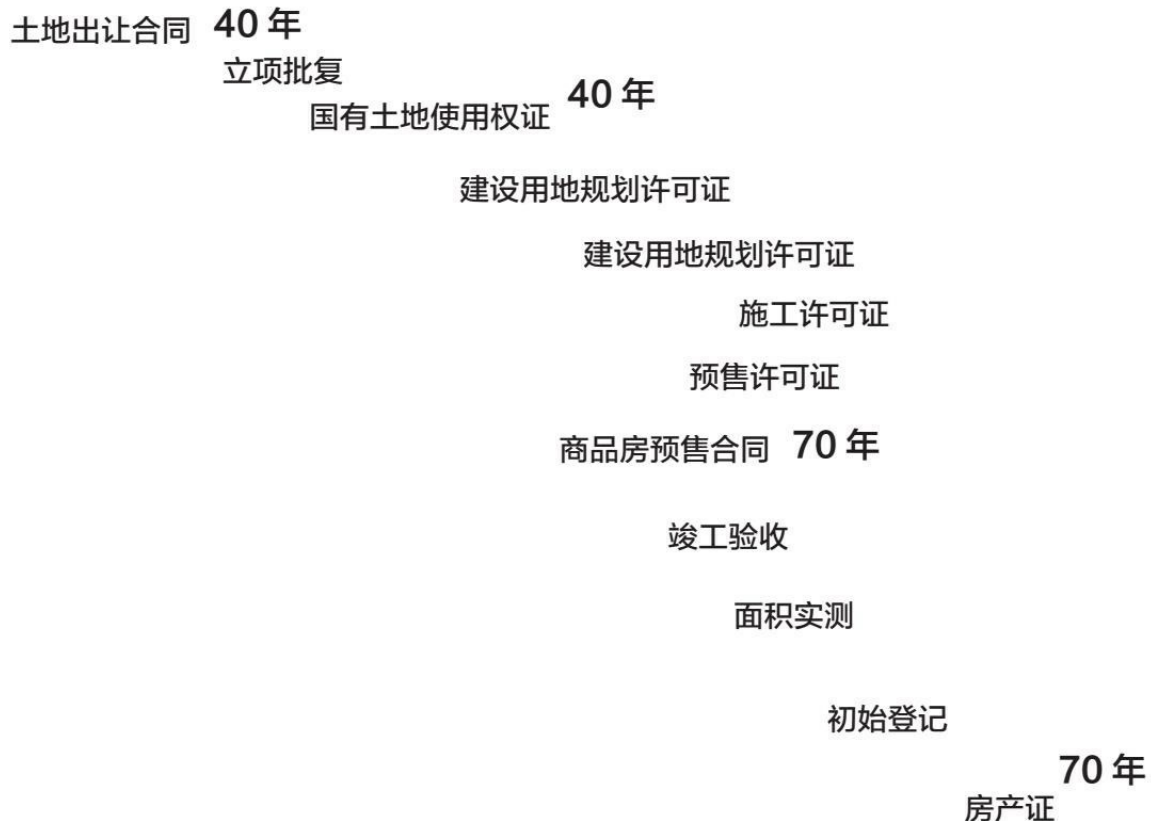 土地出让合同 40 年
立项批复
国有土地使用权证 40 年
建设用地规划许可证
建设用地规划许可证
施工许可证
预售许可证
商品房预售合同 70 年
竣工验收
面积实测
初始登记
70 年
房产证